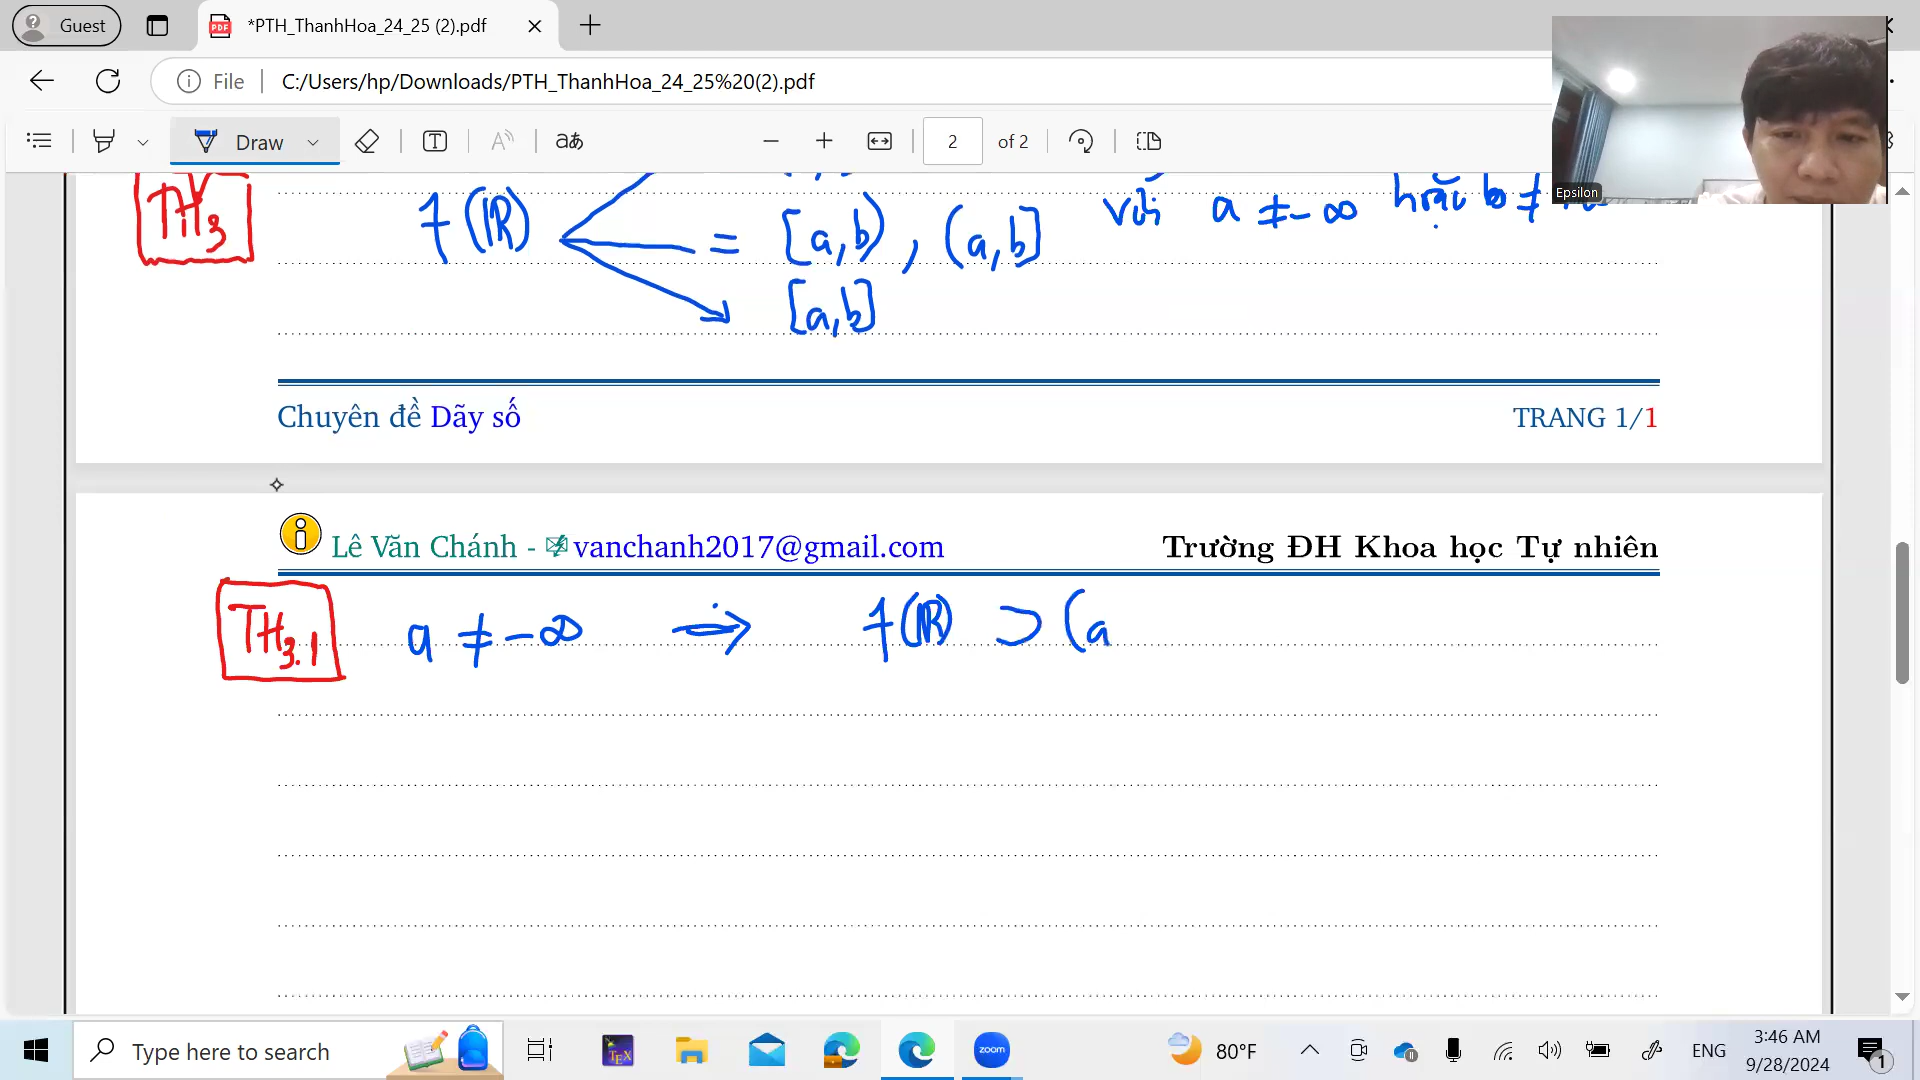 Guest
*PTH_ThanhHoa_24_25 (2).pdf
File
C:/Users/hp/Downloads/PTH_ThanhHoa_24_25%20(2).pdf
Draw
2 of 2
Epsilon
TH3
f(ℝ) = [a,b), (a,b] với a ≠ -∞ hoặc b ≠
[a,b]
Chuyên đề Dãy số
TRANG 1/1
Lê Văn Chánh - vanchanh2017@gmail.com
Trường ĐH Khoa học Tự nhiên
TH3.1 a ≠ -∞ ⇒ f(ℝ) ⊃ (a
Type here to search
zoom
80°F
ENG
3:46 AM
9/28/2024
1